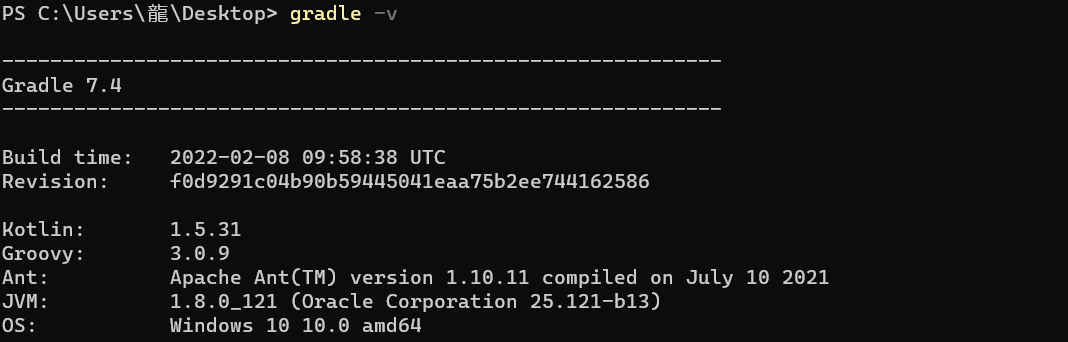 PS C:\Users\龍\Desktop> gradle -v
------------------------------------------------------------
Gradle 7.4
------------------------------------------------------------
Build time:   2022-02-08 09:58:38 UTC
Revision:     f0d9291c04b90b59445041eaa75b2ee744162586
Kotlin:       1.5.31
Groovy:       3.0.9
Ant:          Apache Ant(TM) version 1.10.11 compiled on July 10 2021
JVM:          1.8.0_121 (Oracle Corporation 25.121-b13)
OS:           Windows 10 10.0 amd64